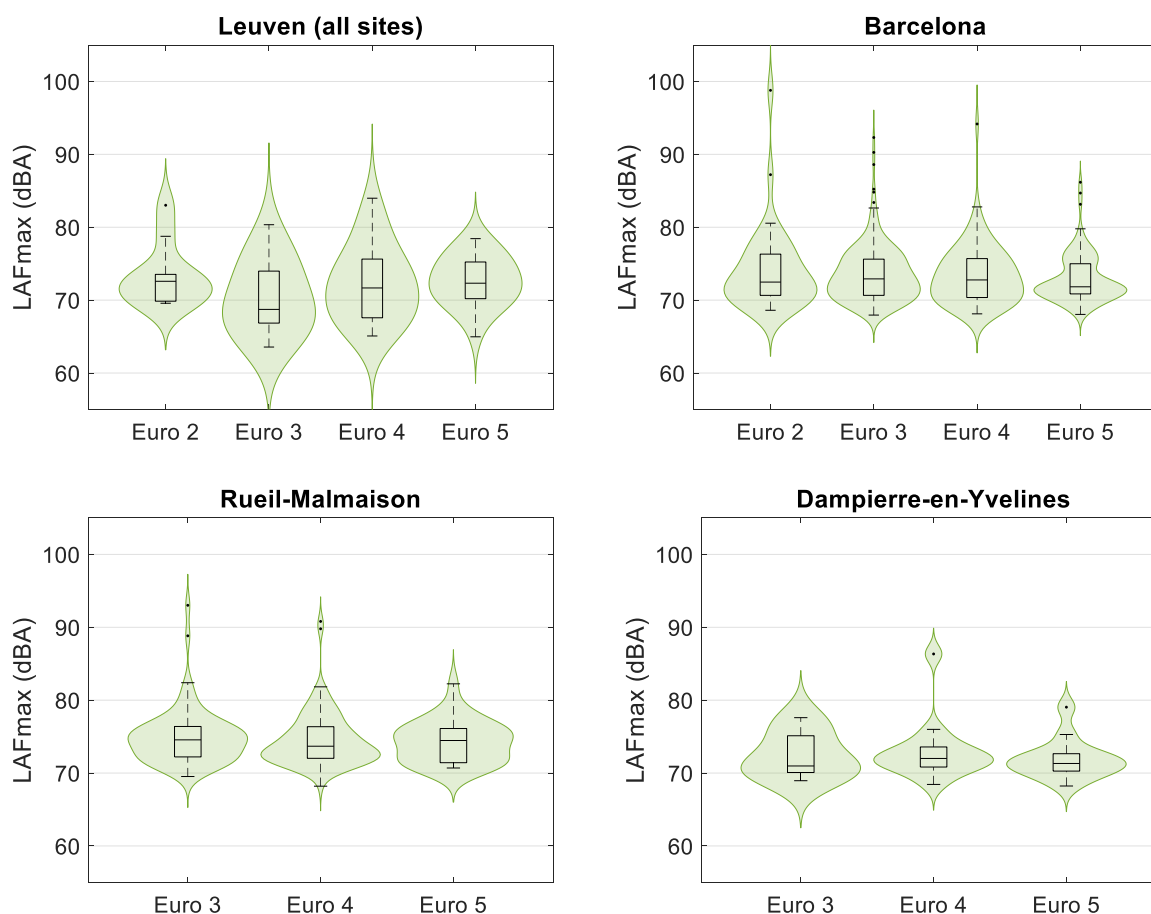 Leuven (all sites)
LAFmax (dBA)
100
90
80
70
60
Euro 2 Euro 3 Euro 4 Euro 5
Barcelona
LAFmax (dBA)
100
90
80
70
60
Euro 2 Euro 3 Euro 4 Euro 5
Rueil-Malmaison
LAFmax (dBA)
100
90
80
70
60
Euro 3 Euro 4 Euro 5
Dampierre-en-Yvelines
LAFmax (dBA)
100
90
80
70
60
Euro 3 Euro 4 Euro 5